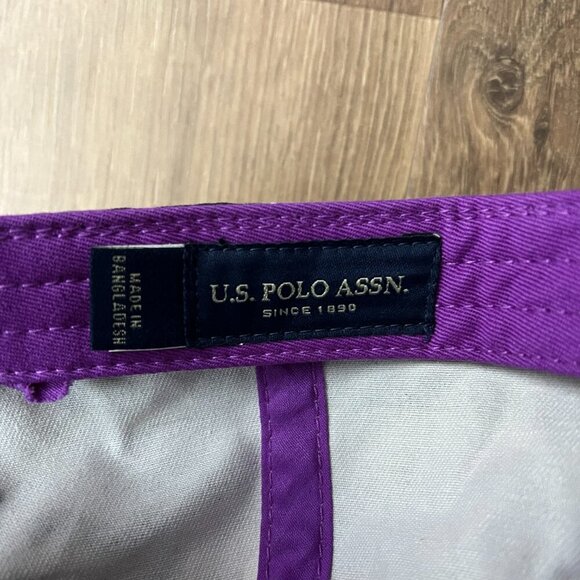 MADE IN
BANGLADESH
U.S. POLO ASSN.
SINCE 1890